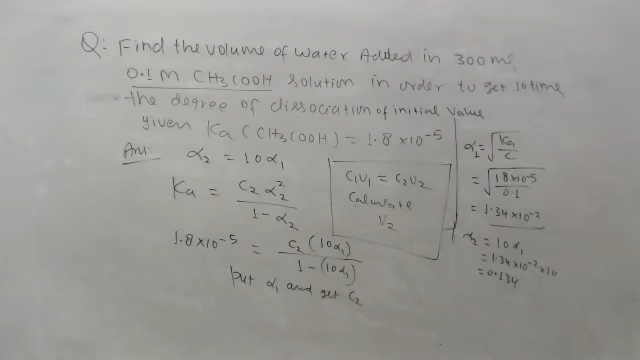 Q: Find the volume of water Added in 300 ml
0.1 M CH3COOH solution in order to get 10 time
the degree of dissociation of initial value.
given Ka (CH3COOH) = 1.8 × 10^-5
Ans:
α2 = 10α1
Ka = C2 α2^2 / 1 - α2
1.8×10^-5 = C2 (10α1) / 1 - (10α1)
put α1 and get C2
C1V1 = C2V2
Calculate
V2
α1 = √Ka/C
= √1.8×10^-5/0.1
= 1.34×10^-2
α2 = 10α1
= 1.34×10^-2×10
= 0.134